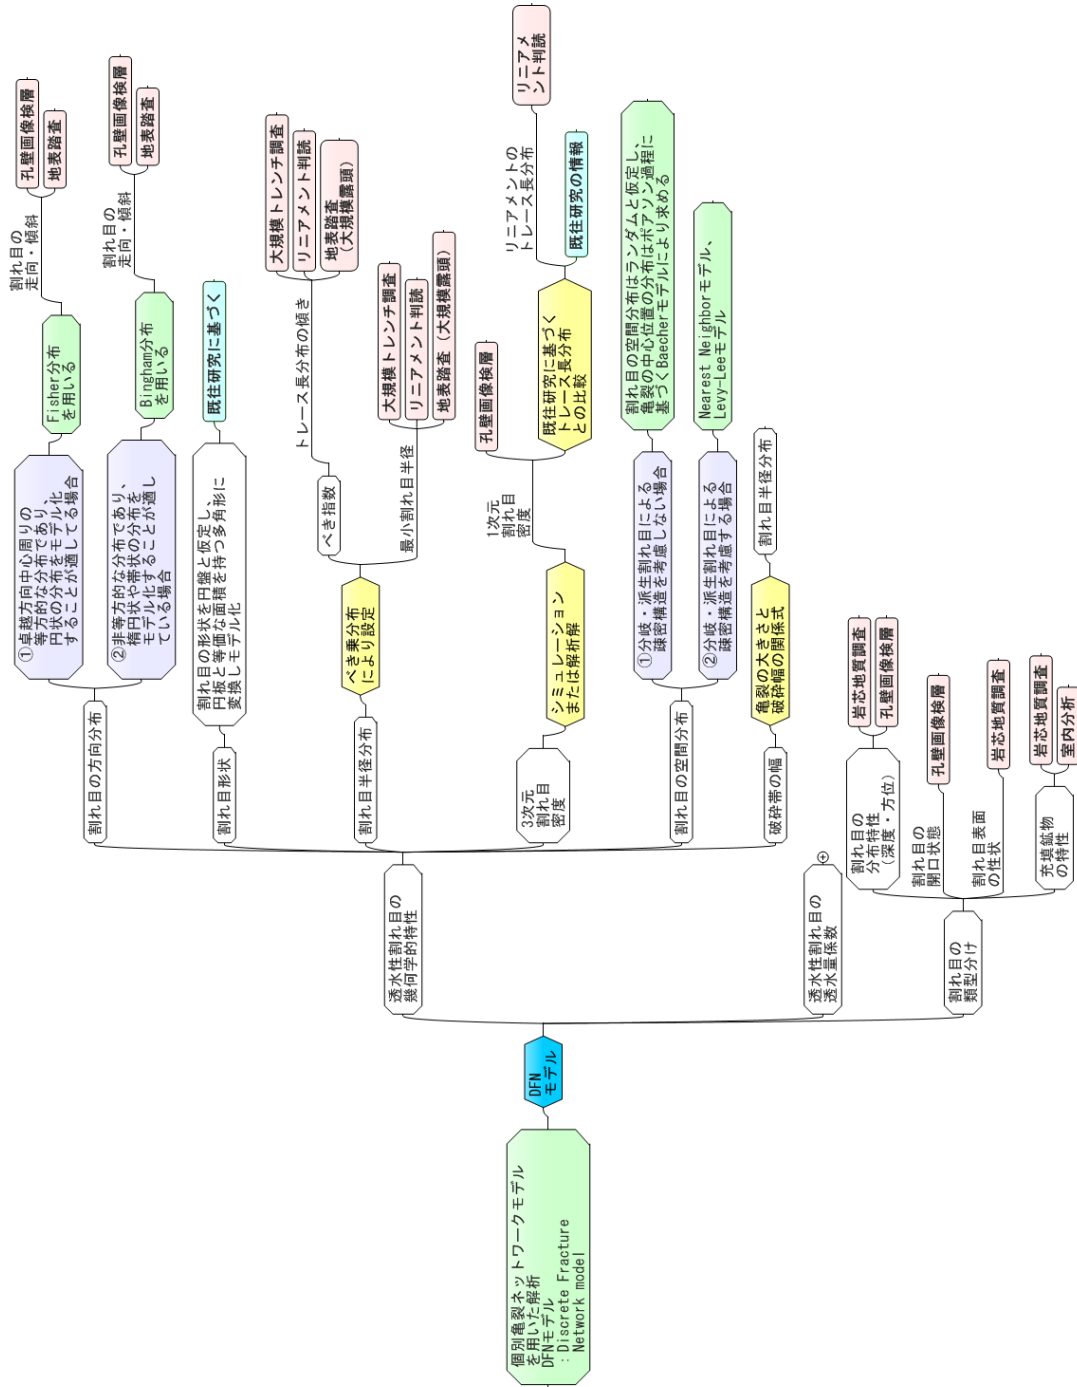 個別亀裂ネットワークモデル
を用いた解析
DFNモデル
: Discrete Fracture
Network model
DFN
モデル
透水性割れ目の
幾何学的特性
割れ目の方向分布
①卓越方向中心周りの
等方的な分布であり、
円状の分布をモデル化
することが適してる場合
Fisher分布
を用いる
割れ目の
走向・傾斜
孔壁画像検層
地表踏査
②非等方的な分布であり、
楕円状や帯状の分布を
モデル化することが適し
ている場合
Bingham分布
を用いる
割れ目の
走向・傾斜
孔壁画像検層
地表踏査
割れ目形状
割れ目の形状を円盤と仮定し、
円板と等価な面積を持つ多角形に
変換しモデル化
既往研究に基づく
割れ目半径分布
べき乗分布
により設定
べき指数
トレース長分布の傾き
大規模トレンチ調査
リニアメント判読
地表踏査
(大規模露頭)
最小割れ目半径
大規模トレンチ調査
リニアメント判読
地表踏査(大規模露頭)
3次元
割れ目
密度
シミュレーション
または解析解
1次元
割れ目
密度
孔壁画像検層
既往研究に基づく
トレース長分布
との比較
リニアメントの
トレース長分布
リニアメ
ント判読
既往研究の情報
割れ目の空間分布
①分岐・派生割れ目による
疎密構造を考慮しない場合
割れ目の空間分布はランダムと仮定し、
亀裂の中心位置の分布はポアソン過程に
基づくBaecherモデルにより求める
②分岐・派生割れ目による
疎密構造を考慮する場合
Nearest Neighborモデル、
Levy-Leeモデル
破砕帯の幅
亀裂の大きさと
破砕幅の関係式
割れ目半径分布
透水性割れ目の
透水量係数
割れ目の
類型分け
割れ目の
分布特性
(深度・方位)
岩芯地質調査
孔壁画像検層
割れ目の
開口状態
孔壁画像検層
割れ目表面
の性状
岩芯地質調査
充填鉱物
の特性
岩芯地質調査
室内分析